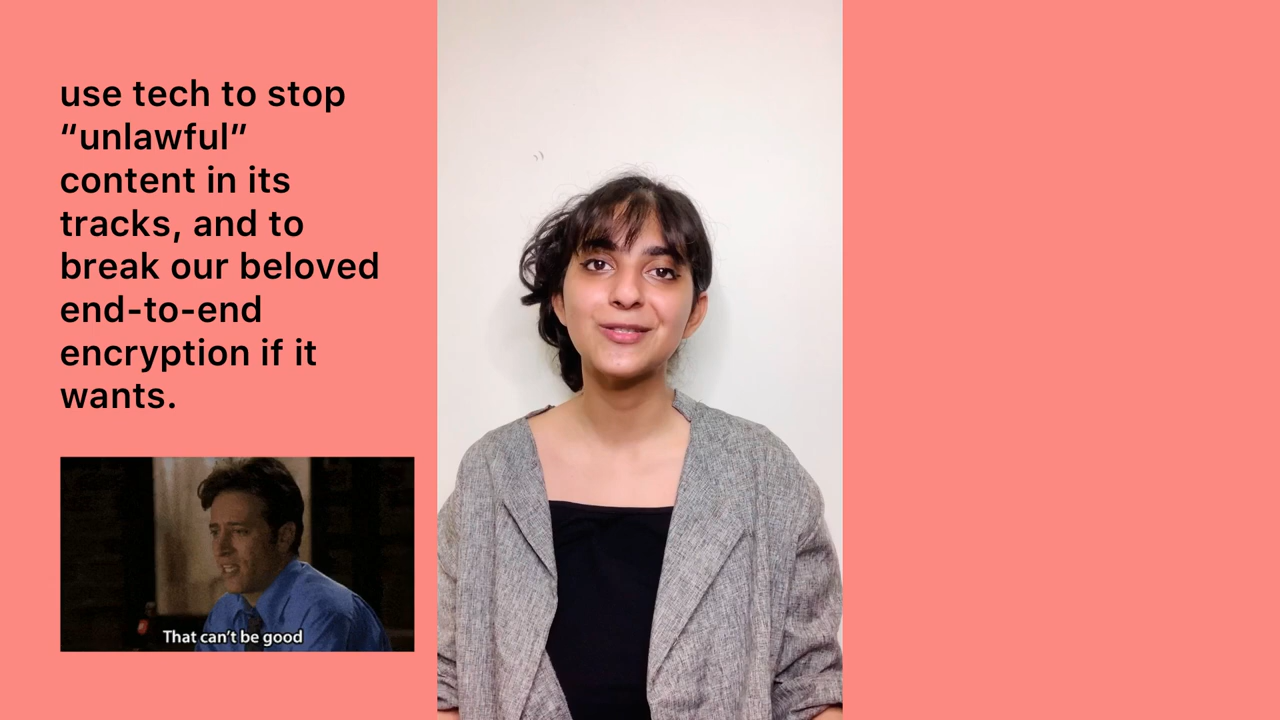 use tech to stop
“unlawful”
content in its
tracks, and to
break our beloved
end-to-end
encryption if it
wants.
That can't be good